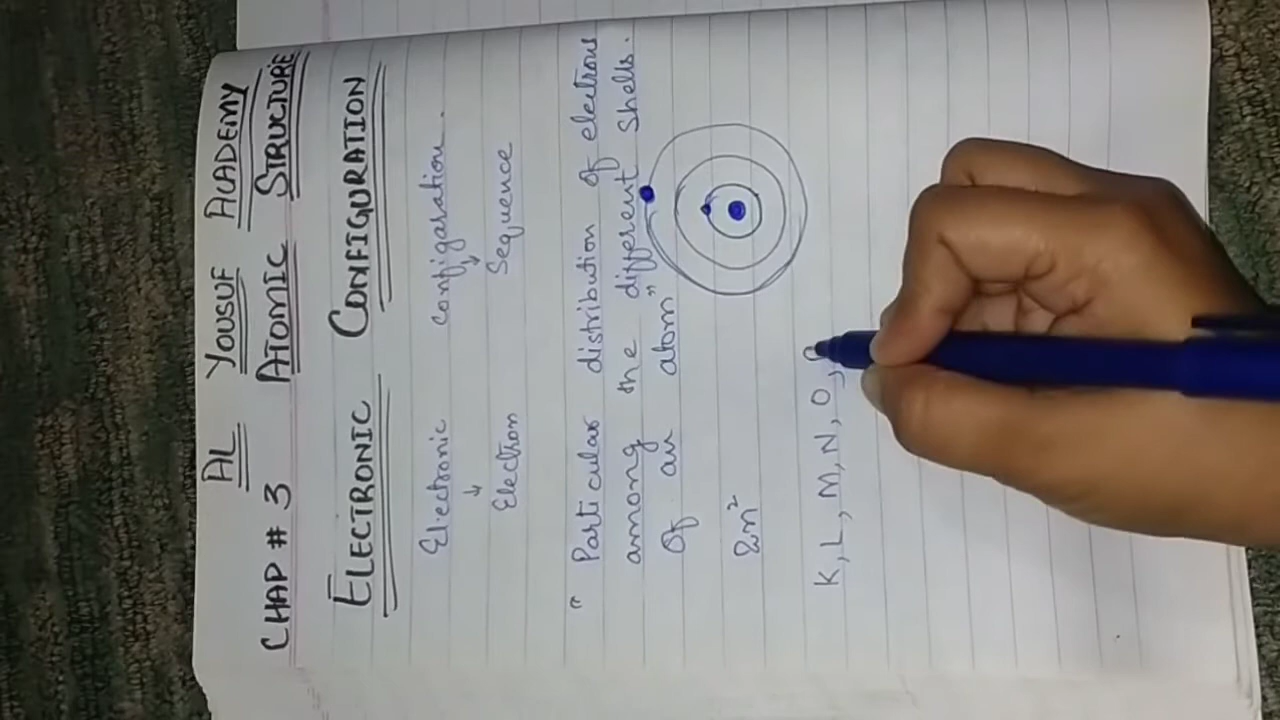 AL YOUSUF ACADEMY
CHAP # 3 ATOMIC STRUCTURE
ELECTRONIC CONFIGURATION
Electronic configaration.
↓ ↓
Electron Sequence
" Particular distribution of electrons
among the different shells.
Of an atom"
2n²
K, L, M, N, O,